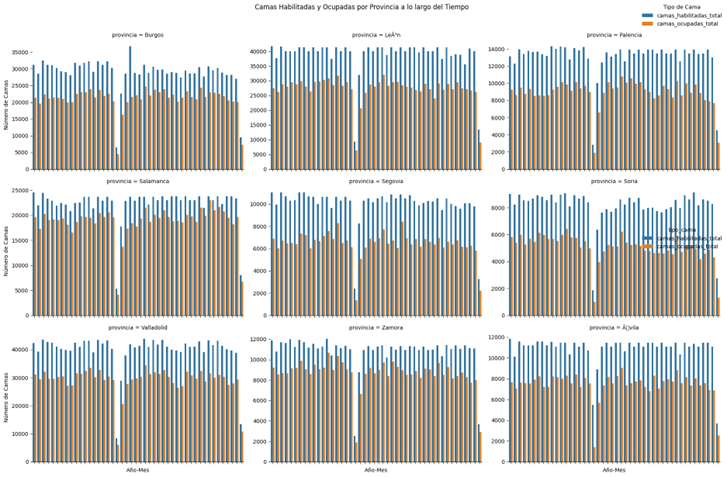 Camas Habilitadas y Ocupadas por Provincia a lo largo del Tiempo
Tipo de Cama
camas_habilitadas_total
camas_ocupadas_total
provincia = Burgos
provincia = LeÃ³n
provincia = Palencia
Número de Camas
35000
30000
25000
20000
15000
10000
5000
0
40000
35000
30000
25000
20000
15000
10000
5000
0
14000
12000
10000
8000
6000
4000
2000
0
provincia = Salamanca
provincia = Segovia
provincia = Soria
Número de Camas
25000
20000
15000
10000
5000
0
10000
8000
6000
4000
2000
0
8000
6000
4000
2000
0
tipo_cama
camas_habilitadas_total
camas_ocupadas_total
provincia = Valladolid
provincia = Zamora
provincia = Ã▯vila
Número de Camas
40000
30000
20000
10000
0
12000
10000
8000
6000
4000
2000
0
12000
10000
8000
6000
4000
2000
0
Año-Mes
Año-Mes
Año-Mes